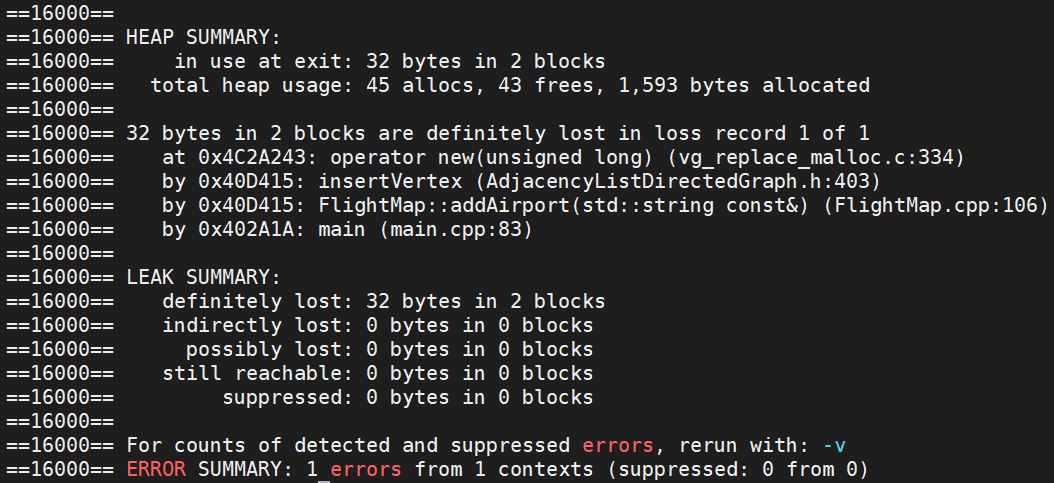 ==16000==
==16000== HEAP SUMMARY:
==16000==     in use at exit: 32 bytes in 2 blocks
==16000==   total heap usage: 45 allocs, 43 frees, 1,593 bytes allocated
==16000==
==16000== 32 bytes in 2 blocks are definitely lost in loss record 1 of 1
==16000==    at 0x4C2A243: operator new(unsigned long) (vg_replace_malloc.c:334)
==16000==    by 0x40D415: insertVertex (AdjacencyListDirectedGraph.h:403)
==16000==    by 0x40D415: FlightMap::addAirport(std::string const&) (FlightMap.cpp:106)
==16000==    by 0x402A1A: main (main.cpp:83)
==16000==
==16000== LEAK SUMMARY:
==16000==    definitely lost: 32 bytes in 2 blocks
==16000==    indirectly lost: 0 bytes in 0 blocks
==16000==      possibly lost: 0 bytes in 0 blocks
==16000==    still reachable: 0 bytes in 0 blocks
==16000==         suppressed: 0 bytes in 0 blocks
==16000==
==16000== For counts of detected and suppressed errors, rerun with: -v
==16000== ERROR SUMMARY: 1 errors from 1 contexts (suppressed: 0 from 0)